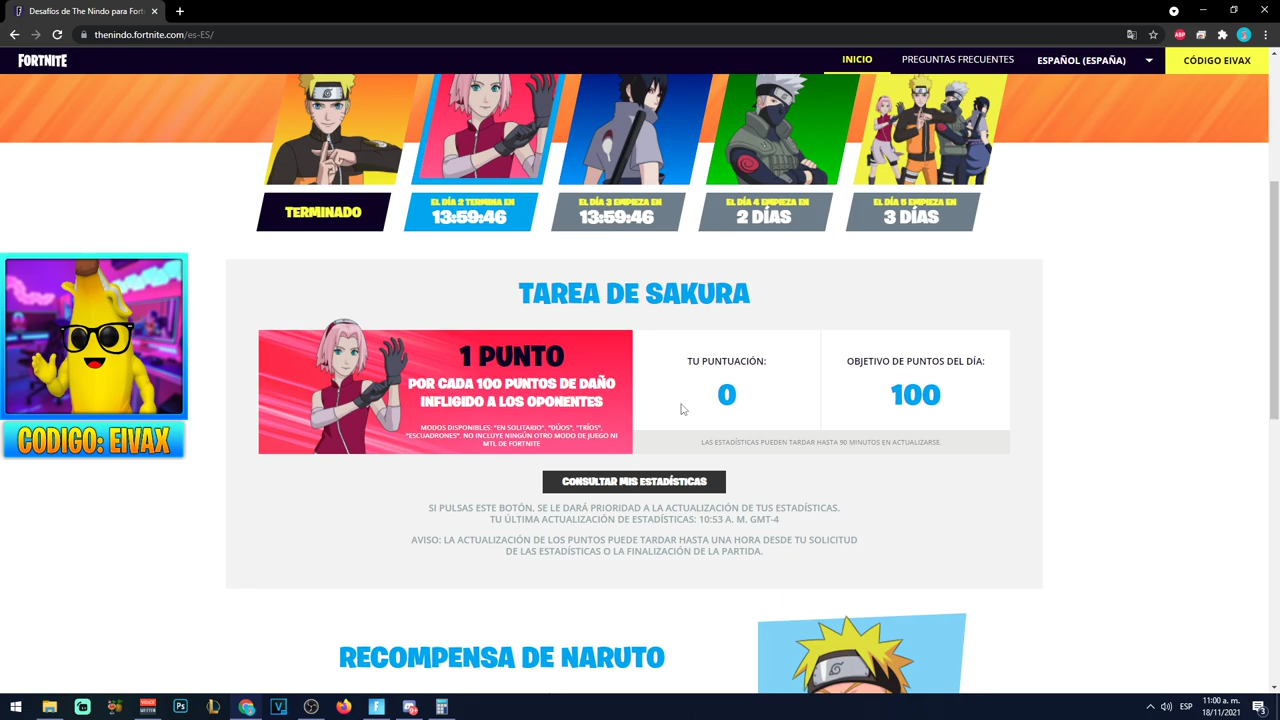 Desafíos de Naruto
thenindo.fortnite.com/es-ES/
FORTNITE
INICIO
PREGUNTAS FRECUENTES
ESPAÑOL (ESPAÑA)
CÓDIGO EIVAX
TERMINADO
EL DÍA 2 TERMINA EN
13:59:46
EL DÍA 3 EMPIEZA EN
13:59:46
EL DÍA 4 EMPIEZA EN
2 DÍAS
EL DÍA 5 EMPIEZA EN
3 DÍAS
CODIGO: EIVAX
TAREA DE SAKURA
1 PUNTO
POR CADA 100 PUNTOS DE DAÑO
INFLIGIDO A LOS OPONENTES
MODOS DISPONIBLES: "EN SOLITARIO", "DÚOS", "TRÍOS",
"ESCUADRONES". NO INCLUYE NINGÚN OTRO MODO DE JUEGO NI
MTL DE FORTNITE
TU PUNTUACIÓN:
0
OBJETIVO DE PUNTOS DEL DÍA:
100
LAS ESTADÍSTICAS PUEDEN TARDAR HASTA 90 MINUTOS EN ACTUALIZARSE.
CONSULTAR MIS ESTADÍSTICAS
SI PULSAS ESTE BOTÓN, SE LE DARÁ PRIORIDAD A LA ACTUALIZACIÓN DE TUS ESTADÍSTICAS.
TU ÚLTIMA ACTUALIZACIÓN DE ESTADÍSTICAS: 10:53 A. M. GMT-4
AVISO: LA ACTUALIZACIÓN DE LOS PUNTOS PUEDE TARDAR HASTA UNA HORA DESDE TU SOLICITUD
DE LAS ESTADÍSTICAS O LA FINALIZACIÓN DE LA PARTIDA.
RECOMPENSA DE NARUTO
ESP
11:00 a. m.
18/11/2021